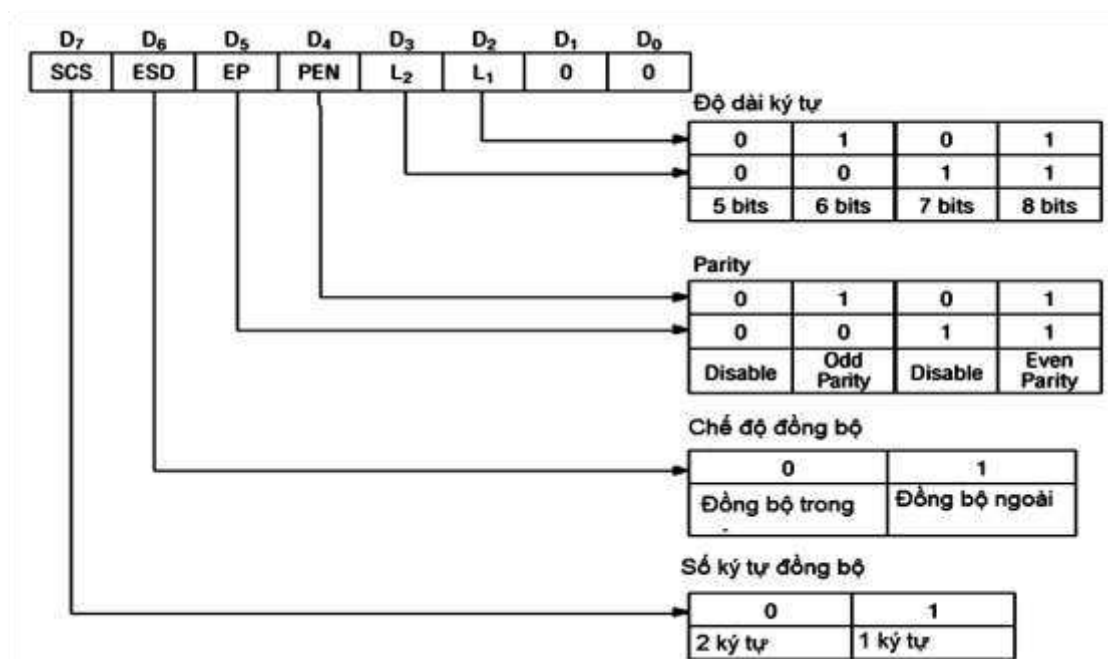 D₇ D₆ D₅ D₄ D₃ D₂ D₁ D₀
SCS ESD EP PEN L₂ L₁ 0 0
Độ dài ký tự
0 1 0 1
0 0 1 1
5 bits 6 bits 7 bits 8 bits
Parity
0 1 0 1
0 0 1 1
Disable Odd Parity Disable Even Parity
Chế độ đồng bộ
0 1
Đồng bộ trong Đồng bộ ngoài
Số ký tự đồng bộ
0 1
2 ký tự 1 ký tự